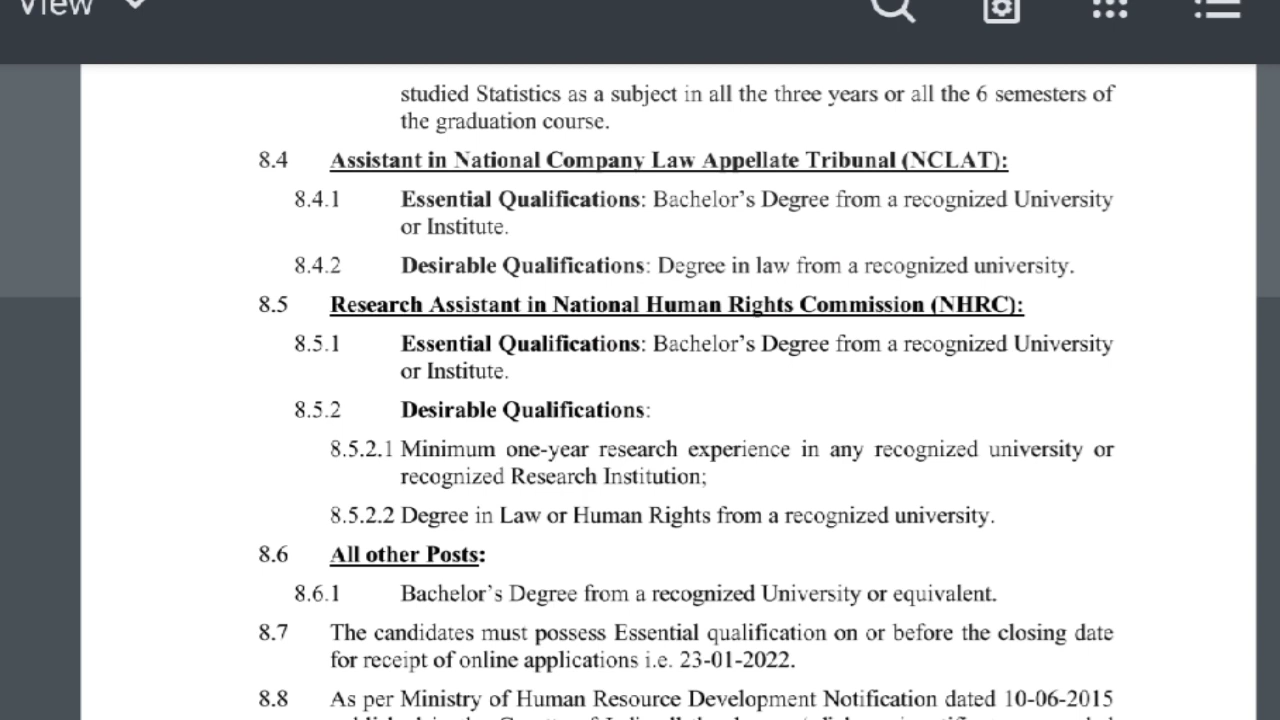 View
studied Statistics as a subject in all the three years or all the 6 semesters of
the graduation course.
8.4 Assistant in National Company Law Appellate Tribunal (NCLAT):
8.4.1 Essential Qualifications: Bachelor's Degree from a recognized University
or Institute.
8.4.2 Desirable Qualifications: Degree in law from a recognized university.
8.5 Research Assistant in National Human Rights Commission (NHRC):
8.5.1 Essential Qualifications: Bachelor's Degree from a recognized University
or Institute.
8.5.2 Desirable Qualifications:
8.5.2.1 Minimum one-year research experience in any recognized university or
recognized Research Institution;
8.5.2.2 Degree in Law or Human Rights from a recognized university.
8.6 All other Posts:
8.6.1 Bachelor's Degree from a recognized University or equivalent.
8.7 The candidates must possess Essential qualification on or before the closing date
for receipt of online applications i.e. 23-01-2022.
8.8 As per Ministry of Human Resource Development Notification dated 10-06-2015